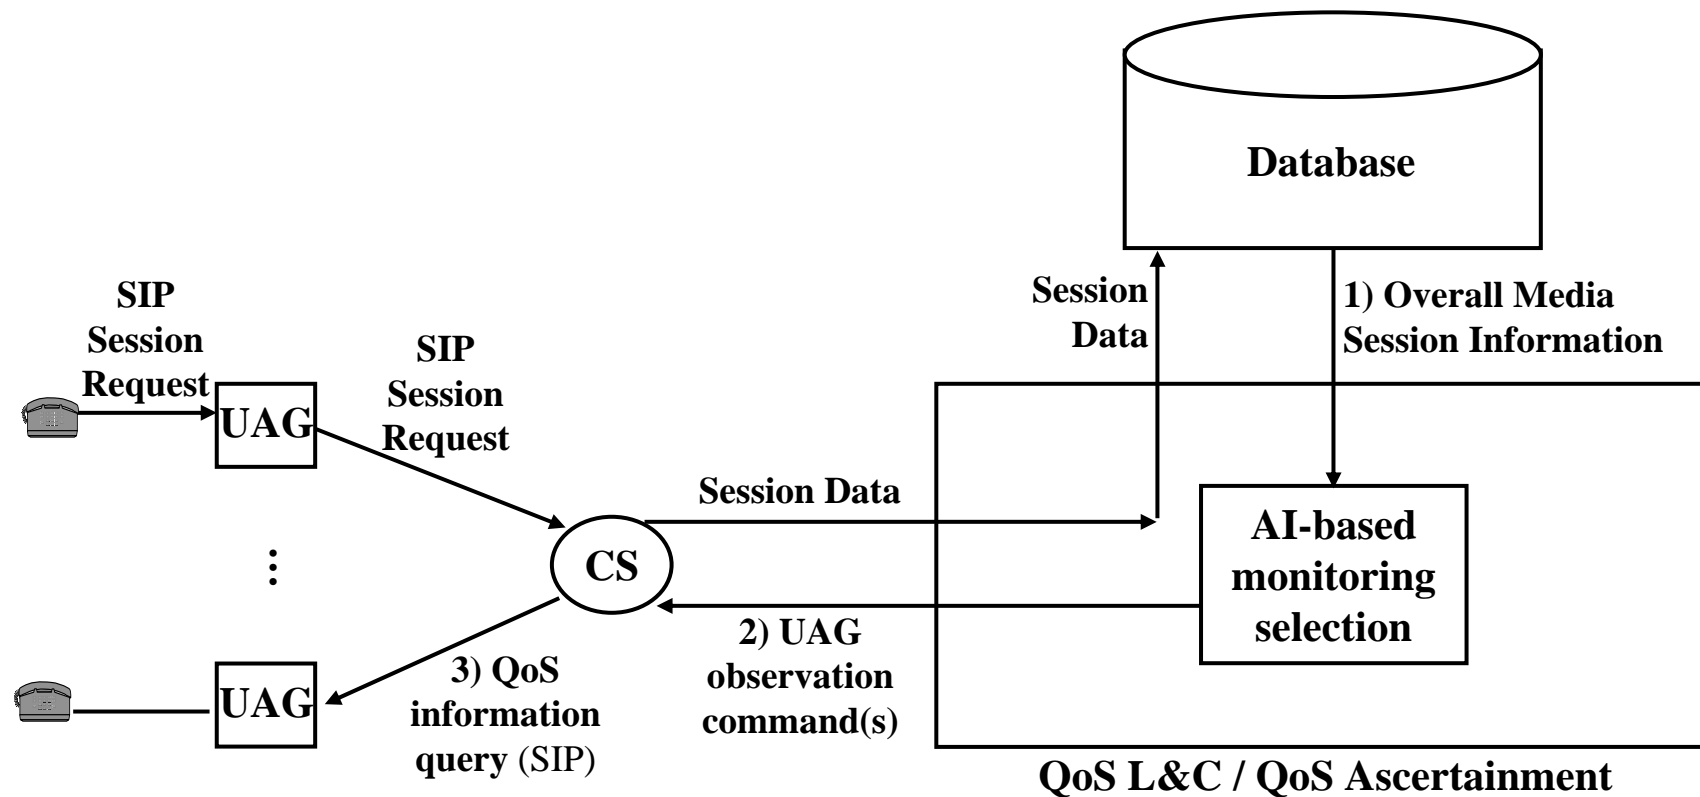 Database
Session
Data
1) Overall Media
Session Information
SIP
Session
Request
SIP
Session
Request
UAG
Session Data
CS
...
AI-based
monitoring
selection
2) UAG
observation
command(s)
3) QoS
information
query (SIP)
UAG
QoS L&C / QoS Ascertainment